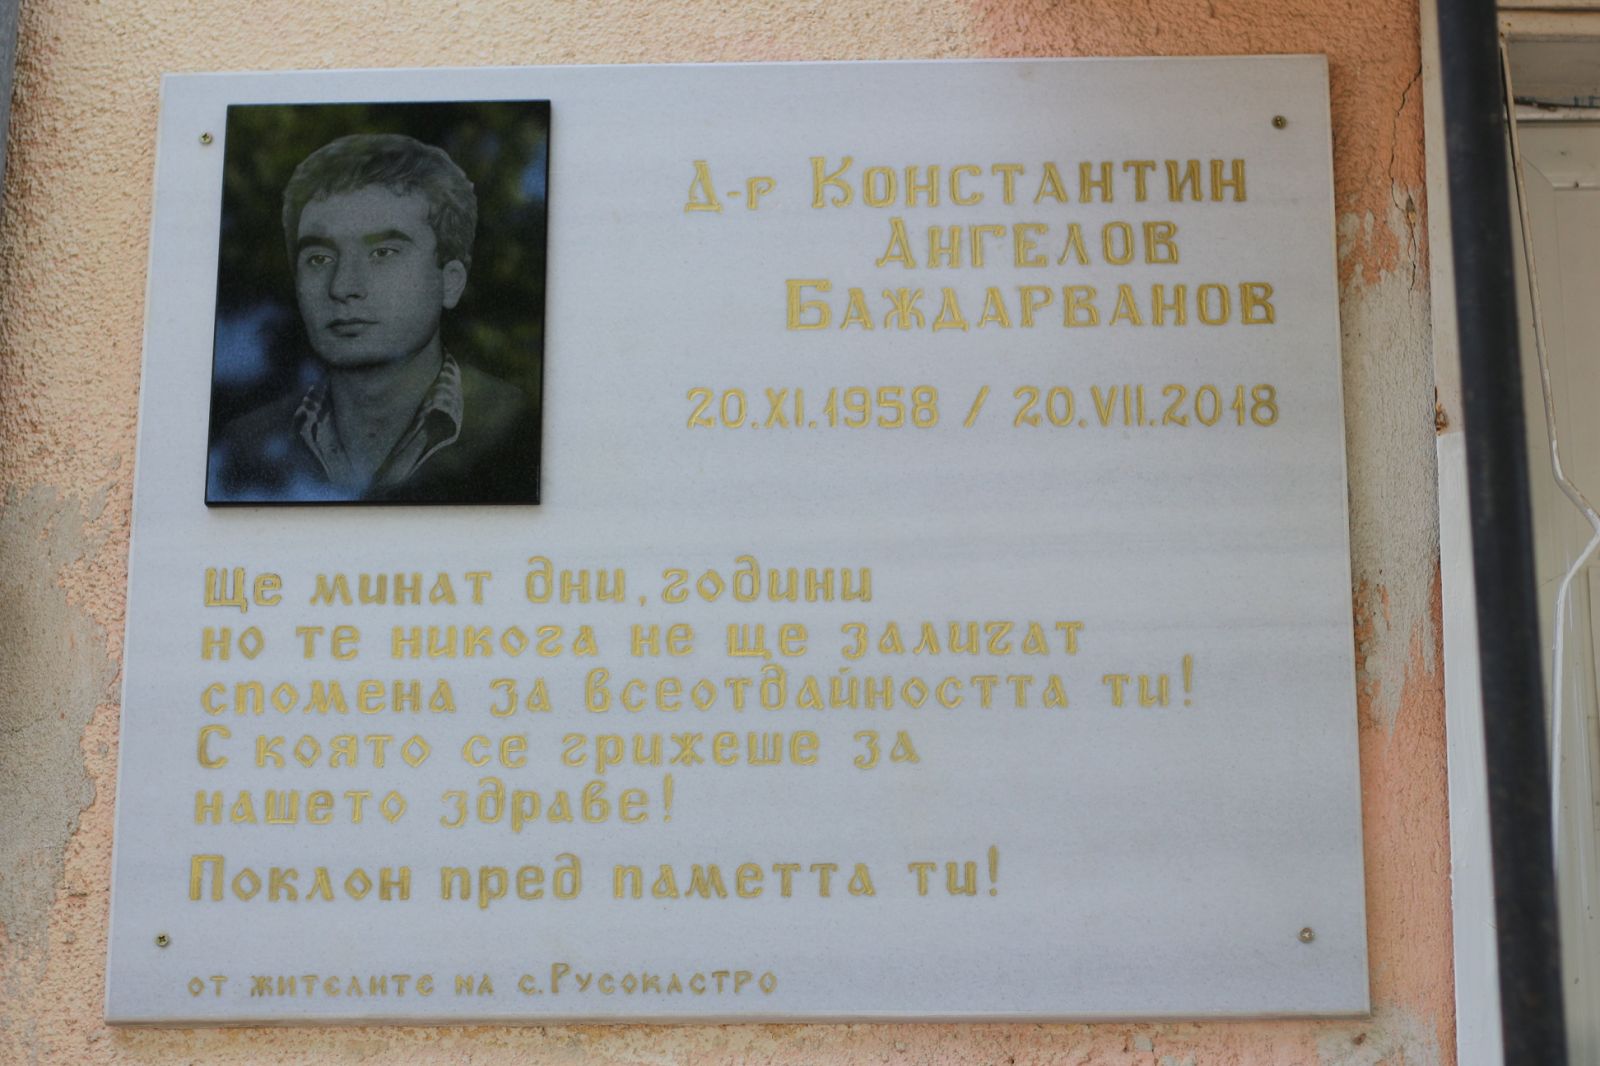 Д-р Константин
Ангелов
Баждарванов
20.XI.1958 / 20.VII.2018
Ще минат дни, години
но те никога не ще заличат
спомена за всеотдайността ти!
С която се грижеше за
нашето здраве!
Поклон пред паметта ти!
от жителите на с. Русокастро